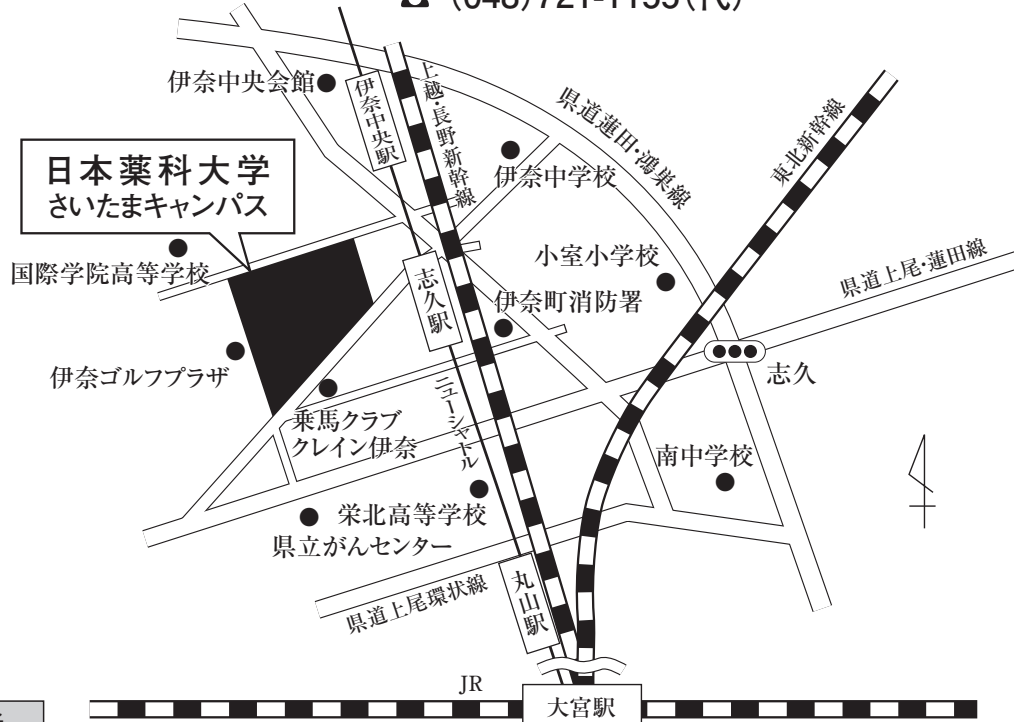 (048)721-1155(代)
伊奈中央会館
伊奈中央駅
上越・長野新幹線
県道蓮田・鴻巣線
東北新幹線
日本薬科大学
さいたまキャンパス
伊奈中学校
国際学院高等学校
志久駅
小室小学校
県道上尾・蓮田線
伊奈町消防署
伊奈ゴルフプラザ
志久
乗馬クラブ
クレイン伊奈
ニューシャトル
南中学校
栄北高等学校
県立がんセンター
県道上尾環状線
丸山駅
JR
大宮駅